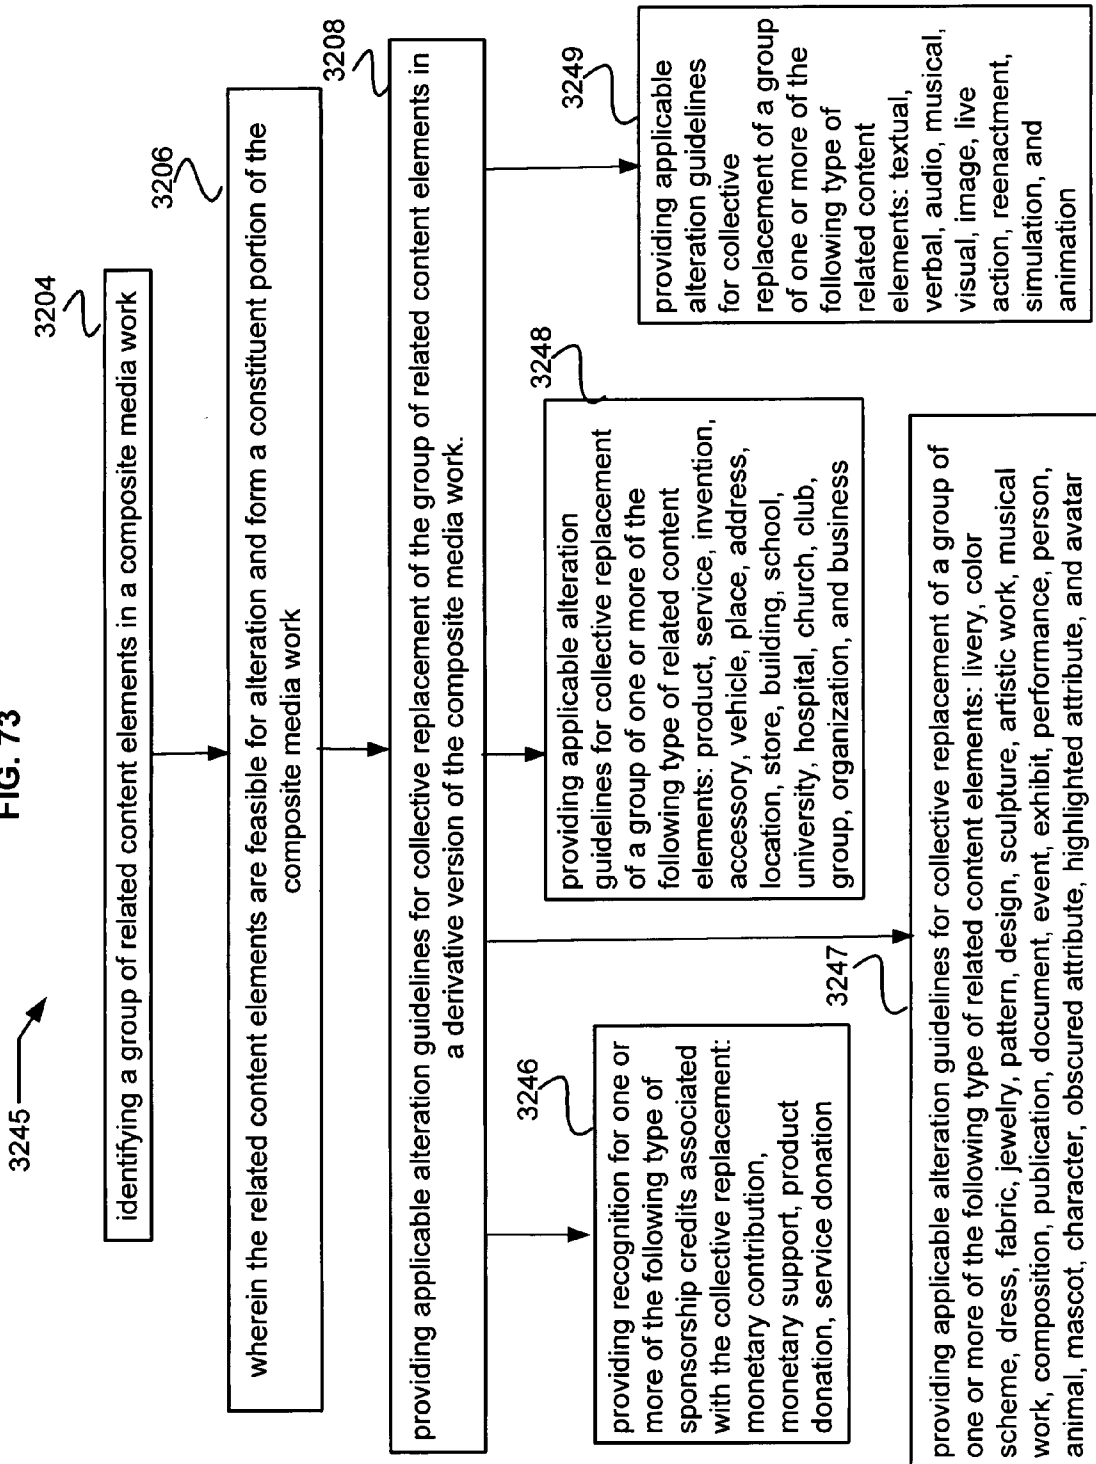 FIG. 73
3245
3204
identifying a group of related content elements in a composite media work
3206
wherein the related content elements are feasible for alteration and form a constituent portion of the
composite media work
3208
providing applicable alteration guidelines for collective replacement of the group of related content elements in
a derivative version of the composite media work.
3246
providing recognition for one or
more of the following type of
sponsorship credits associated
with the collective replacement:
monetary contribution,
monetary support, product
donation, service donation
3248
providing applicable alteration
guidelines for collective replacement
of a group of one or more of the
following type of related content
elements: product, service, invention,
accessory, vehicle, place, address,
location, store, building, school,
university, hospital, church, club,
group, organization, and business
3249
providing applicable
alteration guidelines
for collective
replacement of a group
of one or more of the
following type of
related content
elements: textual,
verbal, audio, musical,
visual, image, live
action, reenactment,
simulation, and
animation
3247
providing applicable alteration guidelines for collective replacement of a group of
one or more of the following type of related content elements: livery, color
scheme, dress, fabric, jewelry, pattern, design, sculpture, artistic work, musical
work, composition, publication, document, event, exhibit, performance, person,
animal, mascot, character, obscured attribute, highlighted attribute, and avatar